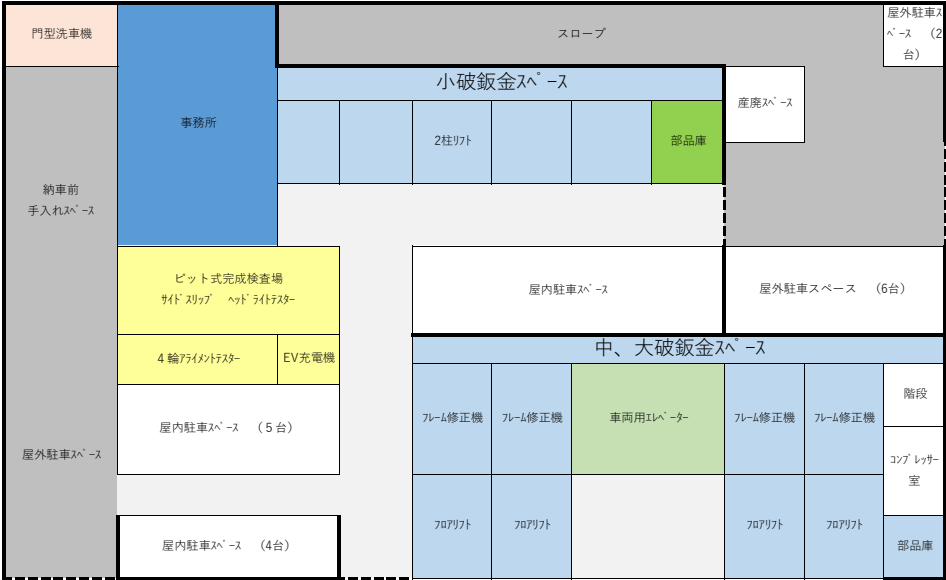 門型洗車機
スロープ
屋外駐車ｽ
ﾍﾟｰｽ （2
台）
小破鈑金ｽﾍﾟｰｽ
産廃ｽﾍﾟｰｽ
事務所
2柱ﾘﾌﾄ
部品庫
納車前
手入れｽﾍﾟｰｽ
ピット式完成検査場
ｻｲﾄﾞｽﾘｯﾌﾟ ﾍｯﾄﾞﾗｲﾄﾃｽﾀｰ
屋内駐車ｽﾍﾟｰｽ
屋外駐車スペース （6台）
4輪ｱﾗｲﾒﾝﾄﾃｽﾀｰ
EV充電機
中、大破鈑金ｽﾍﾟｰｽ
屋内駐車ｽﾍﾟｰｽ （５台）
ﾌﾚｰﾑ修正機
ﾌﾚｰﾑ修正機
車両用ｴﾚﾍﾞｰﾀｰ
ﾌﾚｰﾑ修正機
ﾌﾚｰﾑ修正機
階段
屋外駐車ｽﾍﾟｰｽ
ｺﾝﾌﾟﾚｯｻｰ
室
ﾌﾛｱﾘﾌﾄ
ﾌﾛｱﾘﾌﾄ
ﾌﾛｱﾘﾌﾄ
ﾌﾛｱﾘﾌﾄ
屋内駐車ｽﾍﾟｰｽ （4台）
部品庫